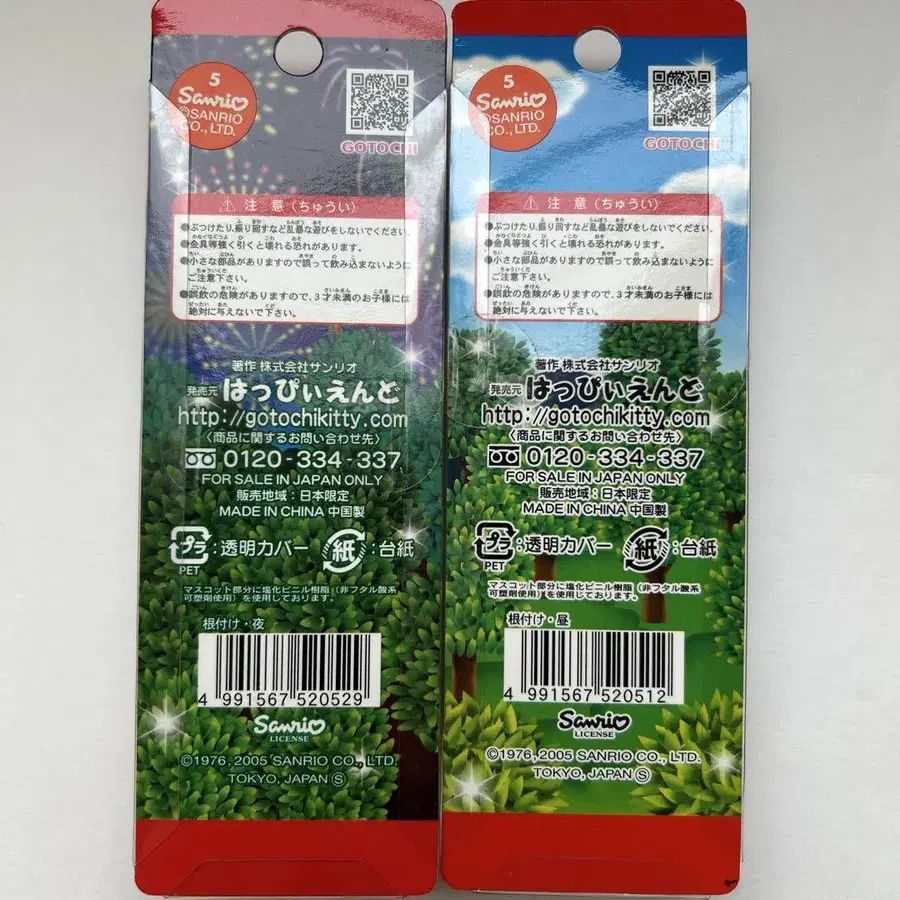 5
Sanrio
©SANRIO
CO., LTD.
GOTOCHI
⚠ 注 意 (ちゅうい)
●ぶつけたり、振り回すなど乱暴な遊びをしないでください。
●金具等強く引くと壊れる恐れがあります。
●小さな部品がありますので誤って飲み込まないように
ご注意下さい。
●誤飲の危険がありますので、3才未満のお子様には
絶対に与えないで下さい。
著作 株式会社サンリオ
発売元 はっぴぃえんど
http://gotochikitty.com
〈商品に関するお問い合わせ先〉
0120-334-337
FOR SALE IN JAPAN ONLY
販売地域:日本限定
MADE IN CHINA 中国製
プラ:透明カバー 紙:台紙
PET
マスコット部分に塩化ビニル樹脂(非フタル酸系
可塑剤使用)を使用しております。
根付け・夜
4 991567 520529
Sanrio
LICENSE
©1976, 2005 SANRIO CO., LTD.
TOKYO, JAPAN Ⓢ
5
Sanrio
©SANRIO
CO., LTD.
GOTOCHI
⚠ 注 意 (ちゅうい)
●ぶつけたり、振り回すなど乱暴な遊びをしないでください。
●金具等強く引くと壊れる恐れがあります。
●小さな部品がありますので誤って飲み込まないように
ご注意下さい。
●誤飲の危険がありますので、3才未満のお子様には
絶対に与えないで下さい。
著作 株式会社サンリオ
発売元 はっぴぃえんど
http://gotochikitty.com
〈商品に関するお問い合わせ先〉
0120-334-337
FOR SALE IN JAPAN ONLY
販売地域:日本限定
MADE IN CHINA 中国製
プラ:透明カバー 紙:台紙
PET
マスコット部分に塩化ビニル樹脂(非フタル酸系
可塑剤使用)を使用しております。
根付け・昼
4 991567 520512
Sanrio
LICENSE
©1976, 2005 SANRIO CO., LTD.
TOKYO, JAPAN Ⓢ